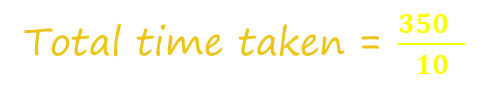 Total time taken = 350/10